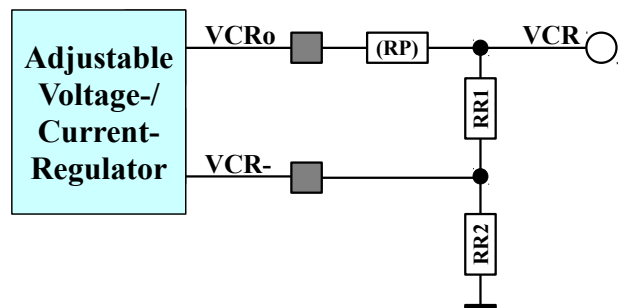 Adjustable
Voltage-/
Current-
Regulator
VCRo
(RP)
VCR
RR1
VCR-
RR2